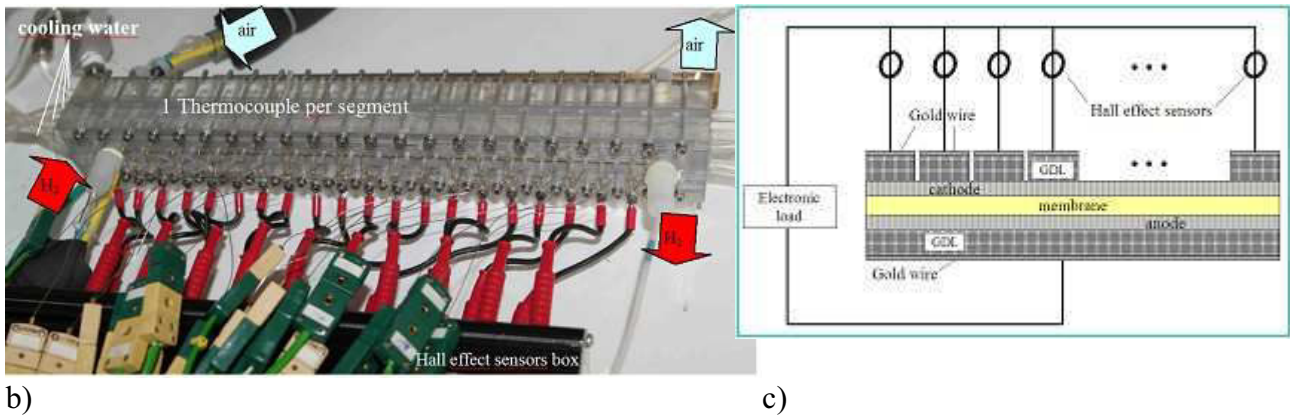 cooling water
air
air
1 Thermocouple per segment
H₂
H₂
Hall effect sensors box
b)
Gold wire
Hall effect sensors
GDL
cathode
Electronic load
membrane
anode
GDL
Gold wire
c)